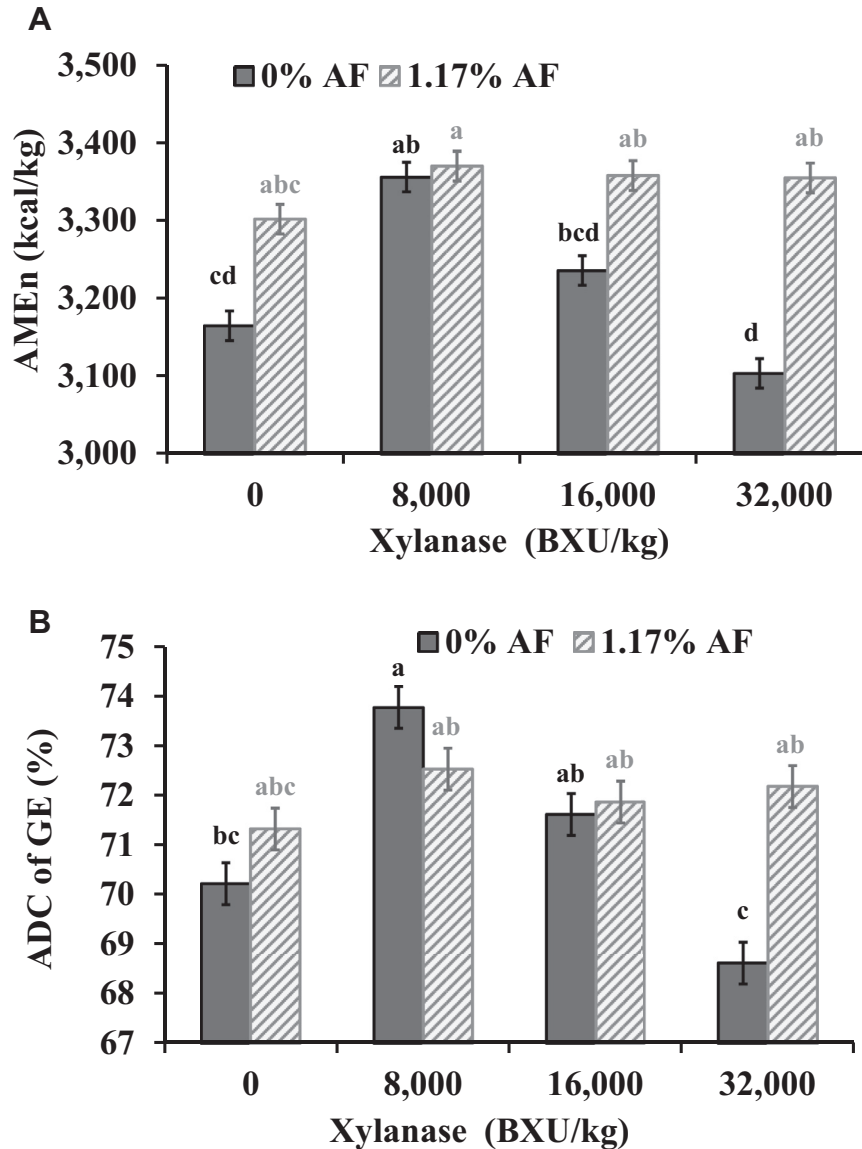 A
0% AF 1.17% AF
AMEn (kcal/kg)
3,500
3,400
3,300
3,200
3,100
3,000
cd
abc
ab
a
bcd
ab
d
ab
0 8,000 16,000 32,000
Xylanase (BXU/kg)
B
0% AF 1.17% AF
ADC of GE (%)
75
74
73
72
71
70
69
68
67
bc
abc
a
ab
ab
ab
c
ab
0 8,000 16,000 32,000
Xylanase (BXU/kg)